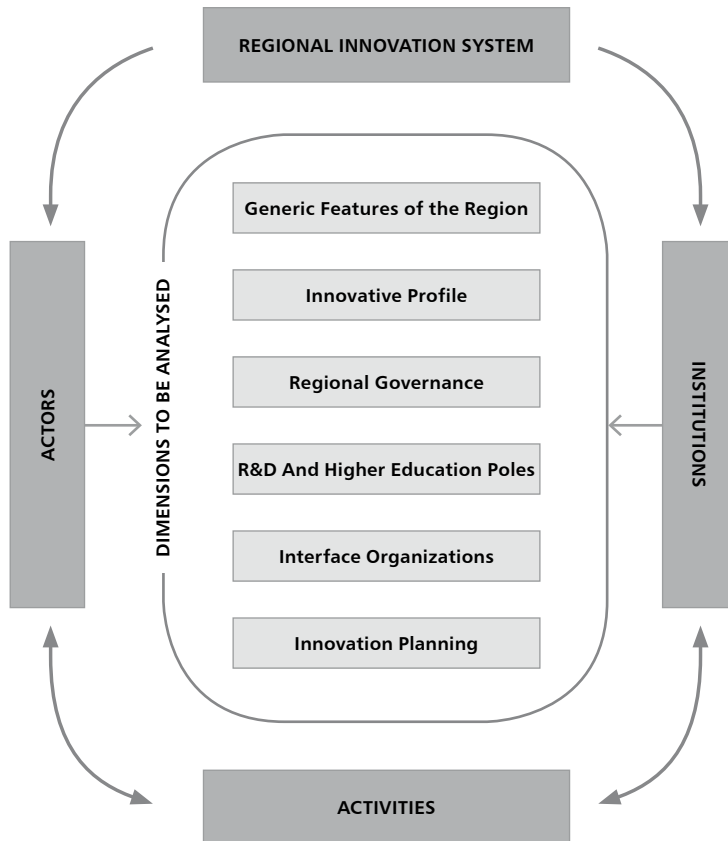 REGIONAL INNOVATION SYSTEM
Generic Features of the Region
Innovative Profile
Regional Governance
R&D And Higher Education Poles
Interface Organizations
Innovation Planning
DIMENSIONS TO BE ANALYSED
ACTORS
INSTITUTIONS
ACTIVITIES